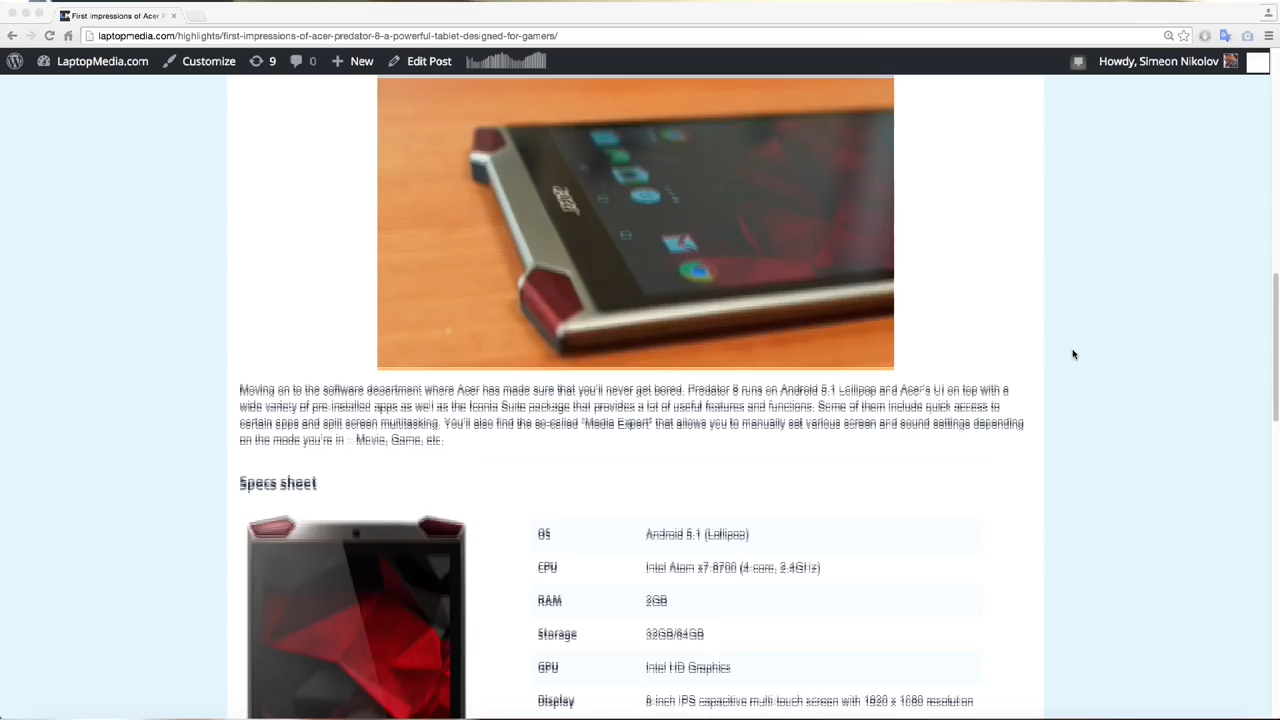 First impressions of Acer P
laptopmedia.com/highlights/first-impressions-of-acer-predator-8-a-powerful-tablet-designed-for-gamers/
LaptopMedia.com Customize 9 0 New Edit Post Howdy, Simeon Nikolov
acer
Moving on to the software department where Acer has made sure that you'll never get bored. Predator 8 runs on Android 5.1 Lollipop and Acer's UI on top with a
wide variety of pre-installed apps as well as the Iconia Suite package that provides a lot of useful features and functions. Some of them include quick access to
certain apps and split screen multitasking. You'll also find the so-called "Media Expert" that allows you to manually set various screen and sound settings depending
on the mode you're in – Movie, Game, etc.
Specs sheet
OS Android 5.1 (Lollipop)
CPU Intel Atom x7-8700 (4-core, 2.4GHz)
RAM 2GB
Storage 32GB/64GB
GPU Intel HD Graphics
Display 8-inch IPS capacitive multi-touch screen with 1920 x 1080 resolution